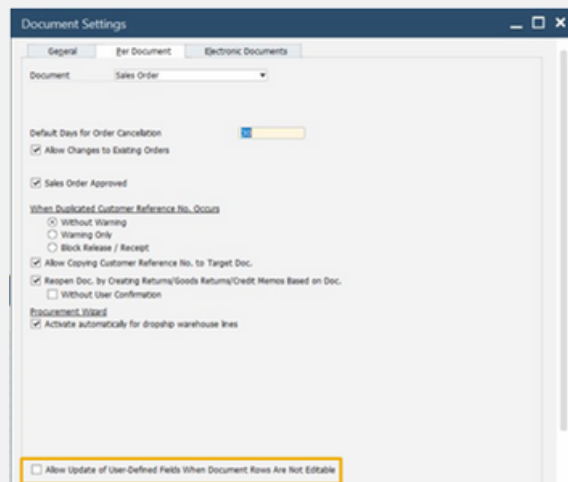 Document Settings
General Per Document Electronic Documents
Document Sales Order
Default Days for Order Cancellation 30
Allow Changes to Existing Orders
Sales Order Approved
When Duplicated Customer Reference No. Occurs
Without Warning
Warning Only
Block Release / Receipt
Allow Copying Customer Reference No. to Target Doc.
Reopen Doc. by Creating Returns/Goods Returns/Credit Memos Based on Doc.
Without User Confirmation
Procurement Wizard
Activate automatically for dropship warehouse lines
Allow Update of User-Defined Fields When Document Rows Are Not Editable